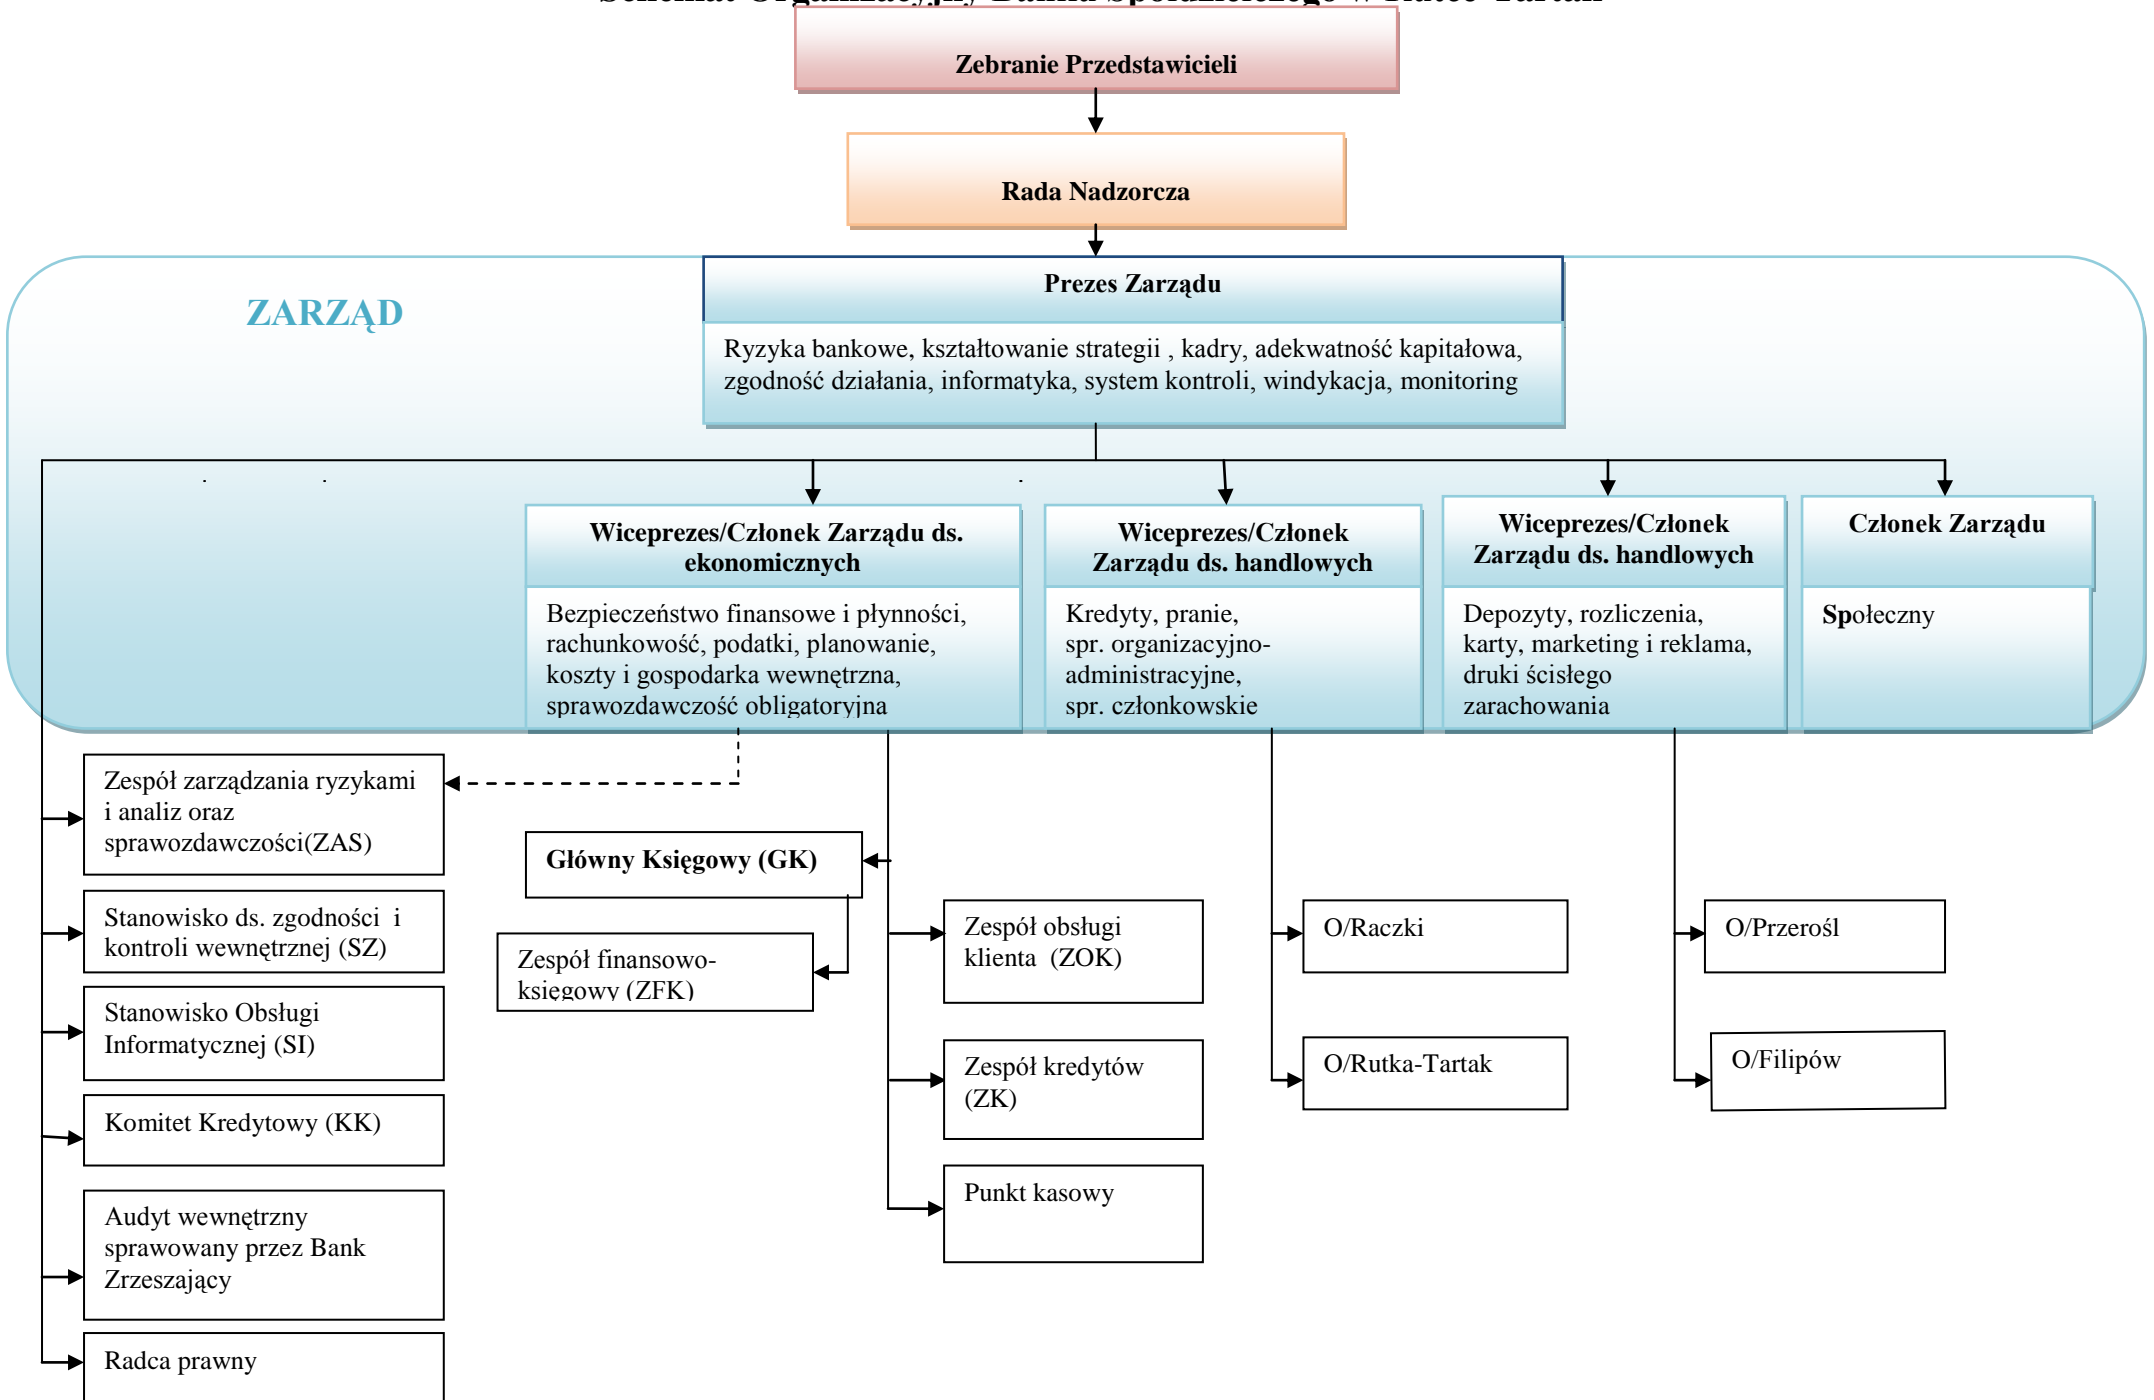 Zebranie Przedstawicieli
Rada Nadzorcza
ZARZĄD
Prezes Zarządu
Ryzyka bankowe, kształtowanie strategii , kadry, adekwatność kapitałowa,
zgodność działania, informatyka, system kontroli, windykacja, monitoring
Wiceprezes/Członek Zarządu ds.
ekonomicznych
Bezpieczeństwo finansowe i płynności,
rachunkowość, podatki, planowanie,
koszty i gospodarka wewnętrzna,
sprawozdawczość obligatoryjna
Wiceprezes/Członek
Zarządu ds. handlowych
Kredyty, pranie,
spr. organizacyjno-
administracyjne,
spr. członkowskie
Wiceprezes/Członek
Zarządu ds. handlowych
Depozyty, rozliczenia,
karty, marketing i reklama,
druki ścisłego
zarachowania
Członek Zarządu
Społeczny
Zespół zarządzania ryzykami
i analiz oraz
sprawozdawczości(ZAS)
Stanowisko ds. zgodności i
kontroli wewnętrznej (SZ)
Stanowisko Obsługi
Informatycznej (SI)
Komitet Kredytowy (KK)
Audyt wewnętrzny
sprawowany przez Bank
Zrzeszający
Radca prawny
Główny Księgowy (GK)
Zespół finansowo-
księgowy (ZFK)
Zespół obsługi
klienta (ZOK)
Zespół kredytów
(ZK)
Punkt kasowy
O/Raczki
O/Rutka-Tartak
O/Przerośl
O/Filipów